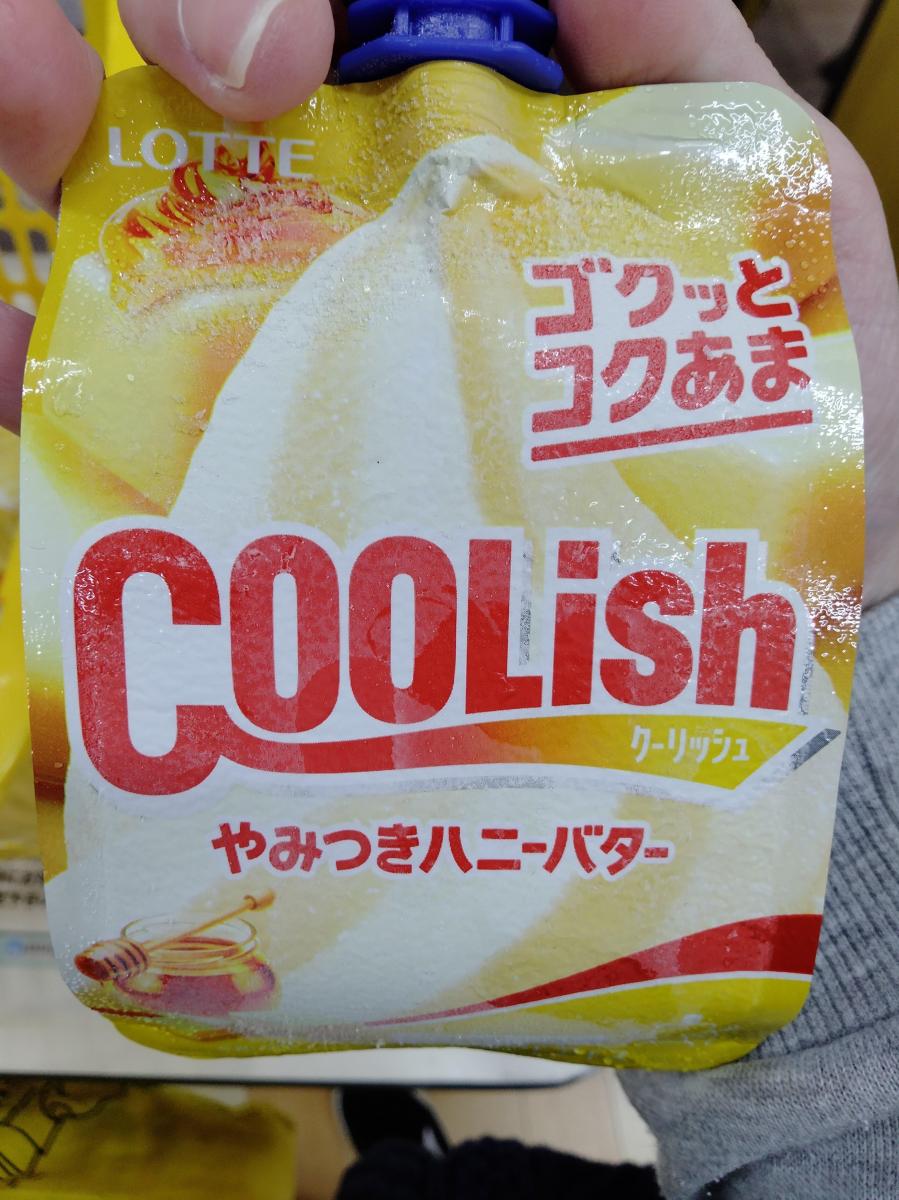 LOTTE
ゴクッと
コクあま
COOLish
クーリッシュ
やみつきハニーバター